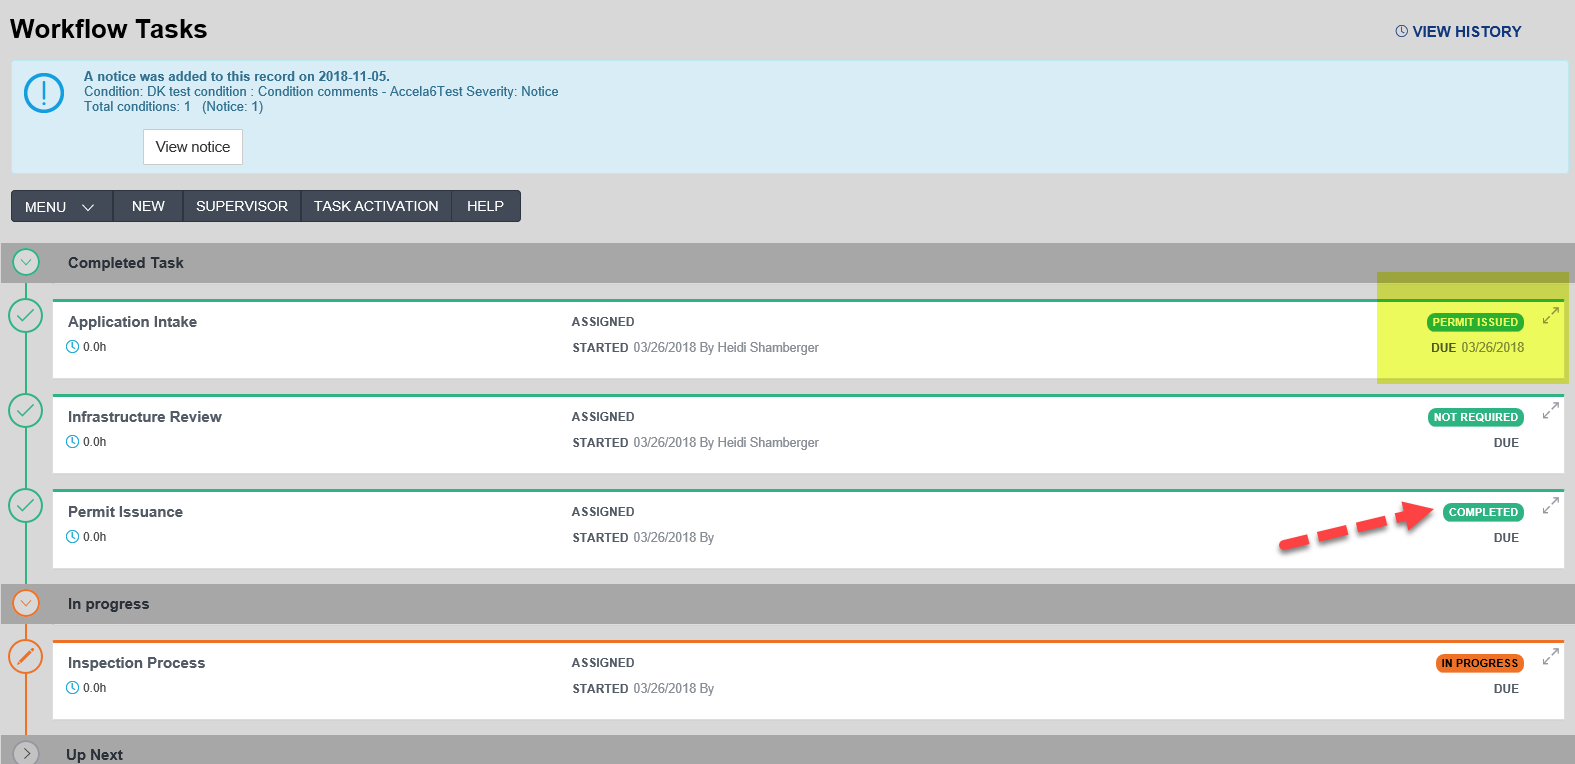 Workflow Tasks
VIEW HISTORY
A notice was added to this record on 2018-11-05.
Condition: DK test condition : Condition comments - Accela6Test Severity: Notice
Total conditions: 1 (Notice: 1)
View notice
MENU NEW SUPERVISOR TASK ACTIVATION HELP
Completed Task
Application Intake ASSIGNED PERMIT ISSUED
0.0h STARTED 03/26/2018 By Heidi Shamberger DUE 03/26/2018
Infrastructure Review ASSIGNED NOT REQUIRED
0.0h STARTED 03/26/2018 By Heidi Shamberger DUE
Permit Issuance ASSIGNED COMPLETED
0.0h STARTED 03/26/2018 By DUE
In progress
Inspection Process ASSIGNED IN PROGRESS
0.0h STARTED 03/26/2018 By DUE
Up Next